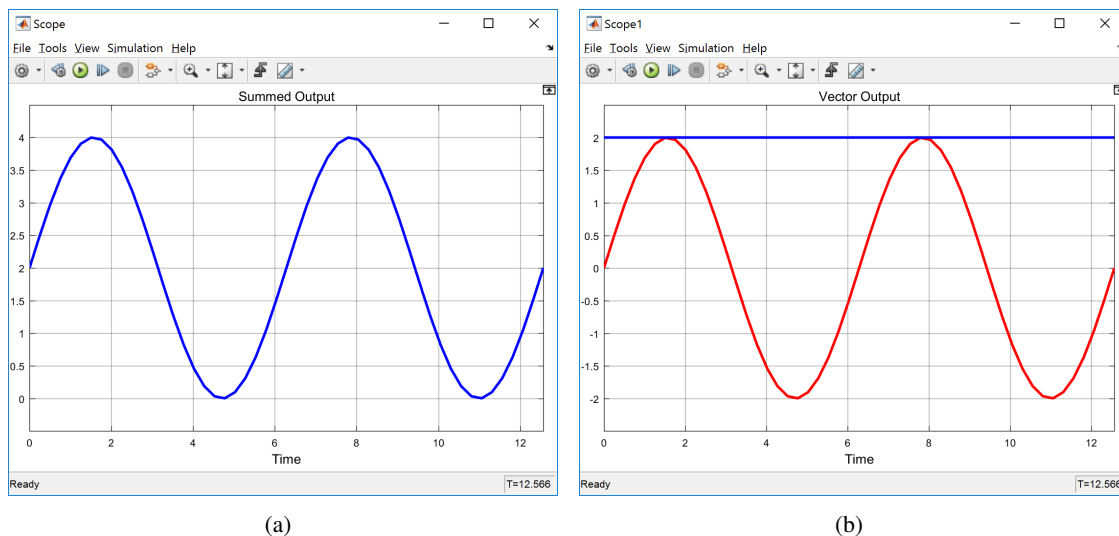 Scope
File Tools View Simulation Help
Summed Output
4
3.5
3
2.5
2
1.5
1
0.5
0
0 2 4 6 8 10 12
Time
Ready T=12.566
(a)
Scope1
File Tools View Simulation Help
Vector Output
2
1.5
1
0.5
0
-0.5
-1
-1.5
-2
0 2 4 6 8 10 12
Time
Ready T=12.566
(b)